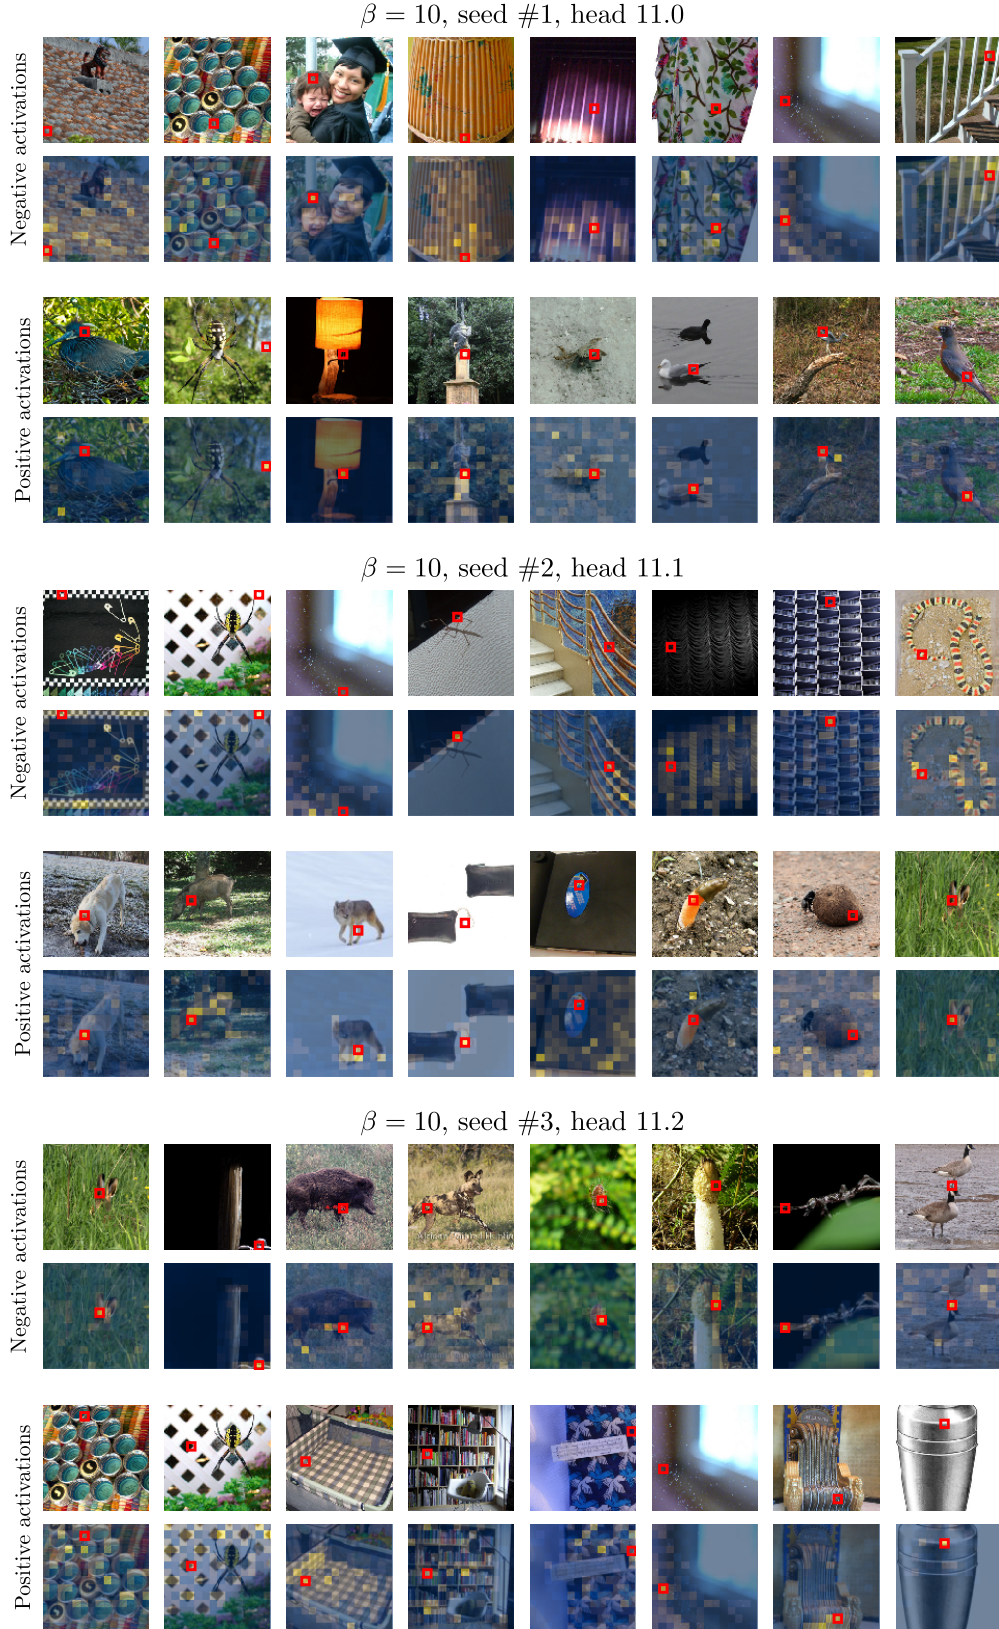 β = 10, seed #1, head 11.0
Negative activations
Positive activations
β = 10, seed #2, head 11.1
Negative activations
Positive activations
β = 10, seed #3, head 11.2
Negative activations
Positive activations